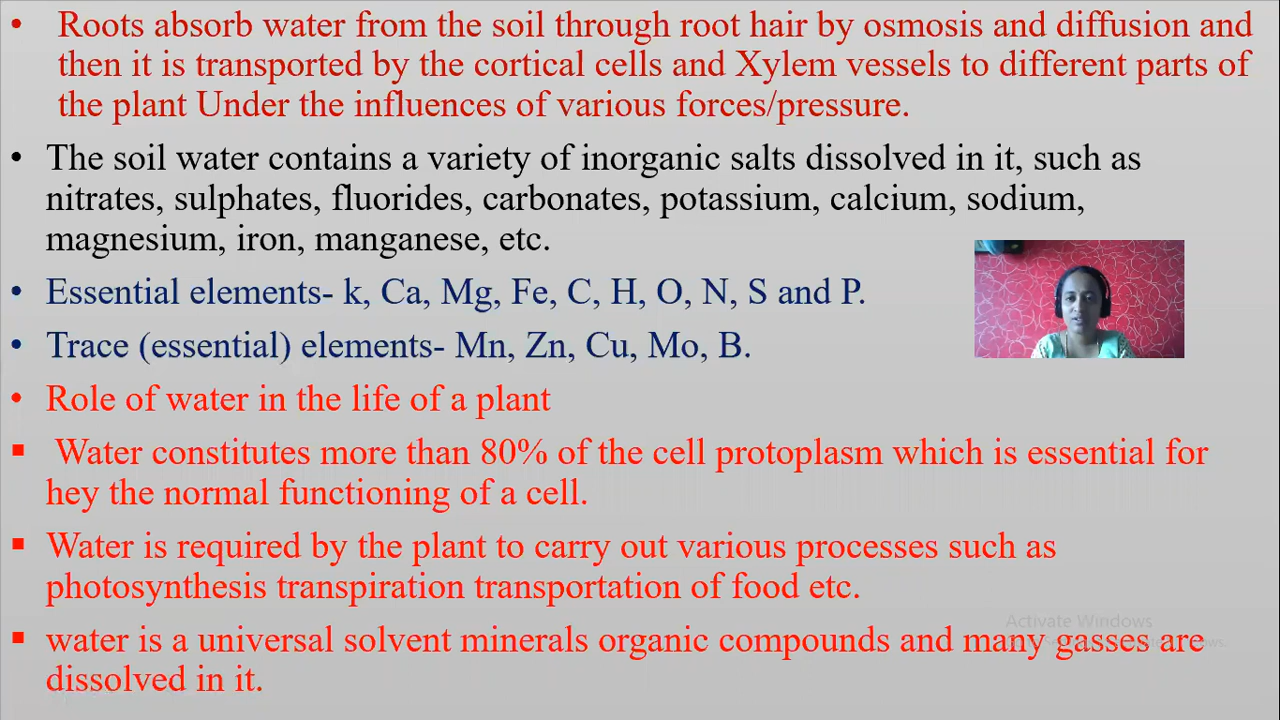 • Roots absorb water from the soil through root hair by osmosis and diffusion and
then it is transported by the cortical cells and Xylem vessels to different parts of
the plant Under the influences of various forces/pressure.
• The soil water contains a variety of inorganic salts dissolved in it, such as
nitrates, sulphates, fluorides, carbonates, potassium, calcium, sodium,
magnesium, iron, manganese, etc.
• Essential elements- k, Ca, Mg, Fe, C, H, O, N, S and P.
• Trace (essential) elements- Mn, Zn, Cu, Mo, B.
• Role of water in the life of a plant
▪ Water constitutes more than 80% of the cell protoplasm which is essential for
hey the normal functioning of a cell.
▪ Water is required by the plant to carry out various processes such as
photosynthesis transpiration transportation of food etc.
Activate Windows
▪ water is a universal solvent minerals organic compounds and many gasses are
dissolved in it.